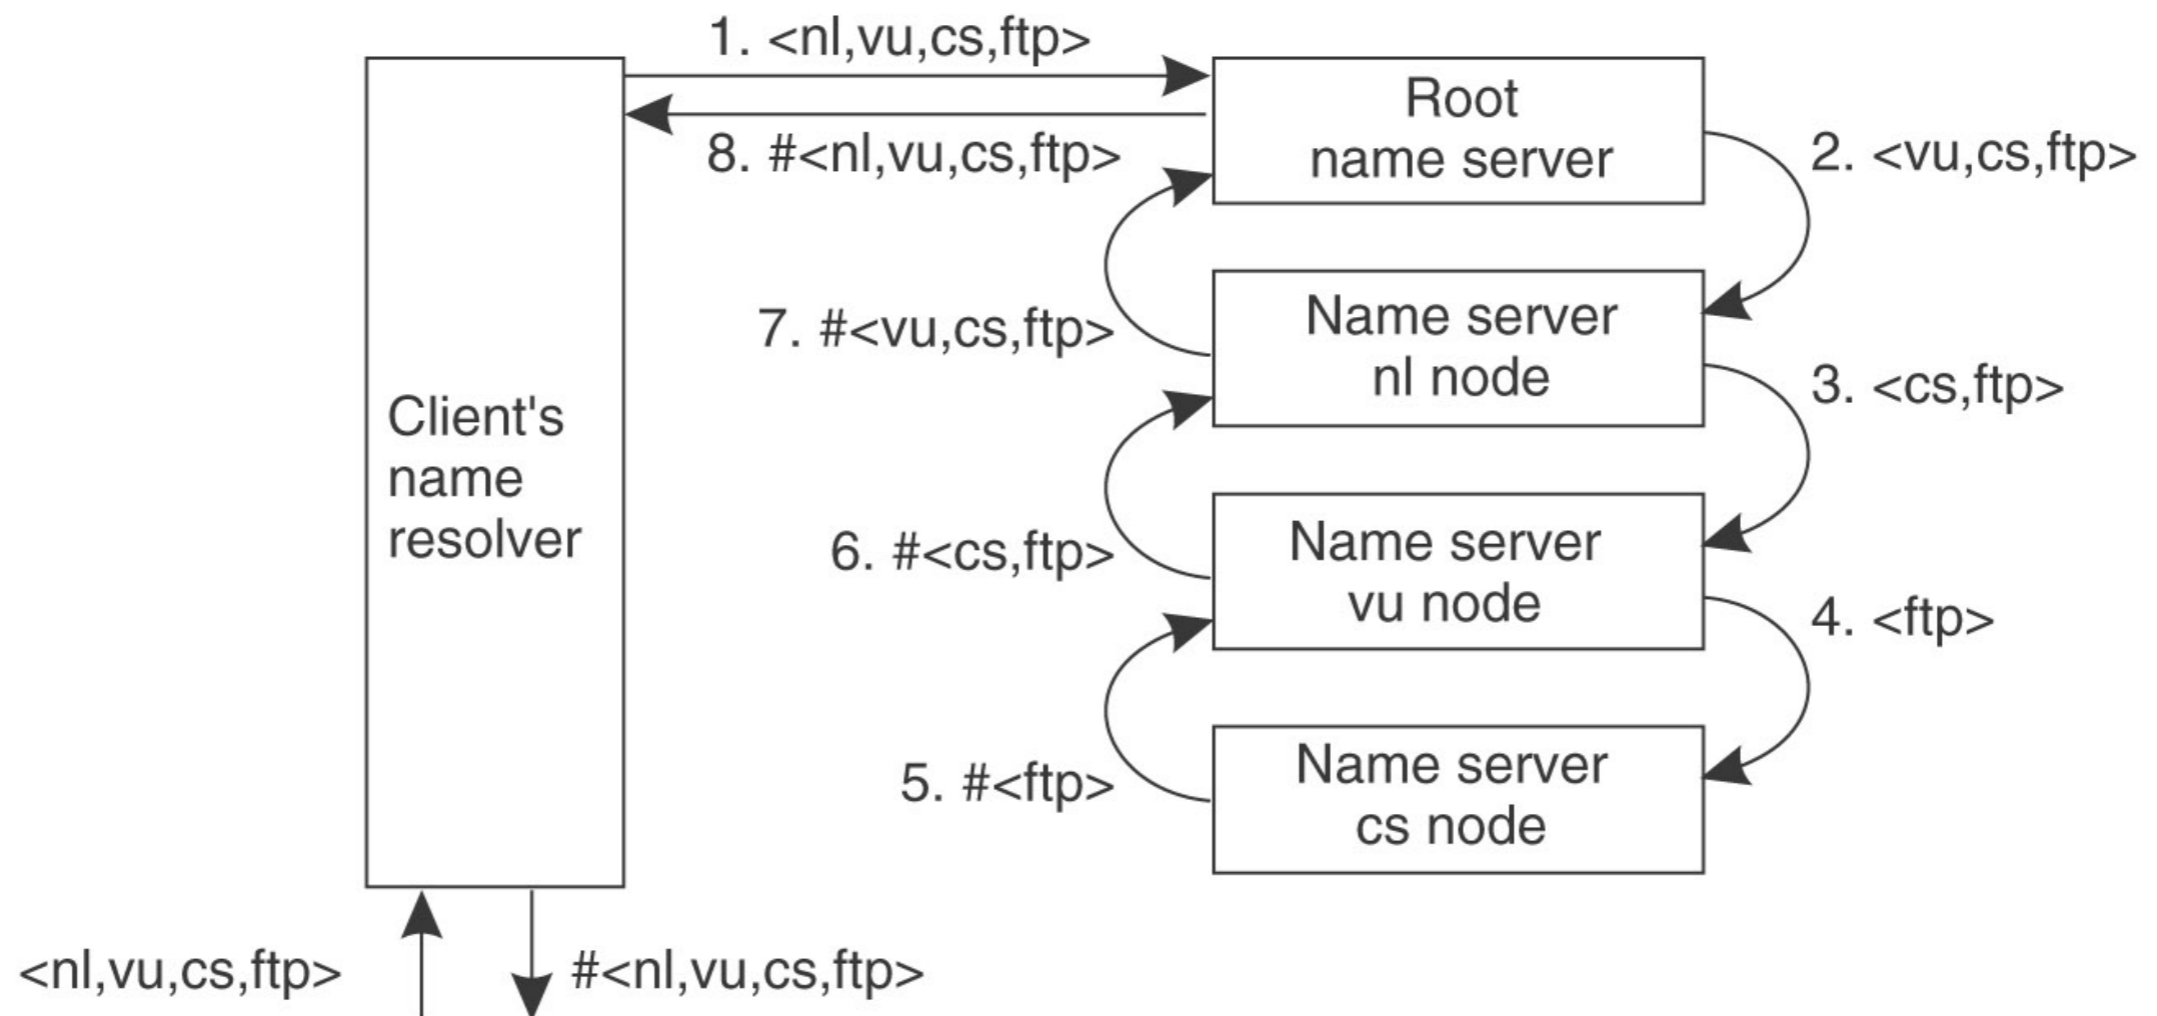 1. <nl,vu,cs,ftp>
Root
name server
8. #<nl,vu,cs,ftp>
2. <vu,cs,ftp>
7. #<vu,cs,ftp>
Name server
nl node
3. <cs,ftp>
Client's
name
resolver
6. #<cs,ftp>
Name server
vu node
4. <ftp>
5. #<ftp>
Name server
cs node
<nl,vu,cs,ftp>
#<nl,vu,cs,ftp>